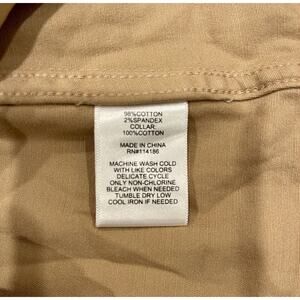 98%COTTON
2%SPANDEX
COLLAR:
100%COTTON
MADE IN CHINA
RN#114186
MACHINE WASH COLD
WITH LIKE COLORS
DELICATE CYCLE
ONLY NON-CHLORINE
BLEACH WHEN NEEDED
TUMBLE DRY LOW
COOL IRON IF NEEDED